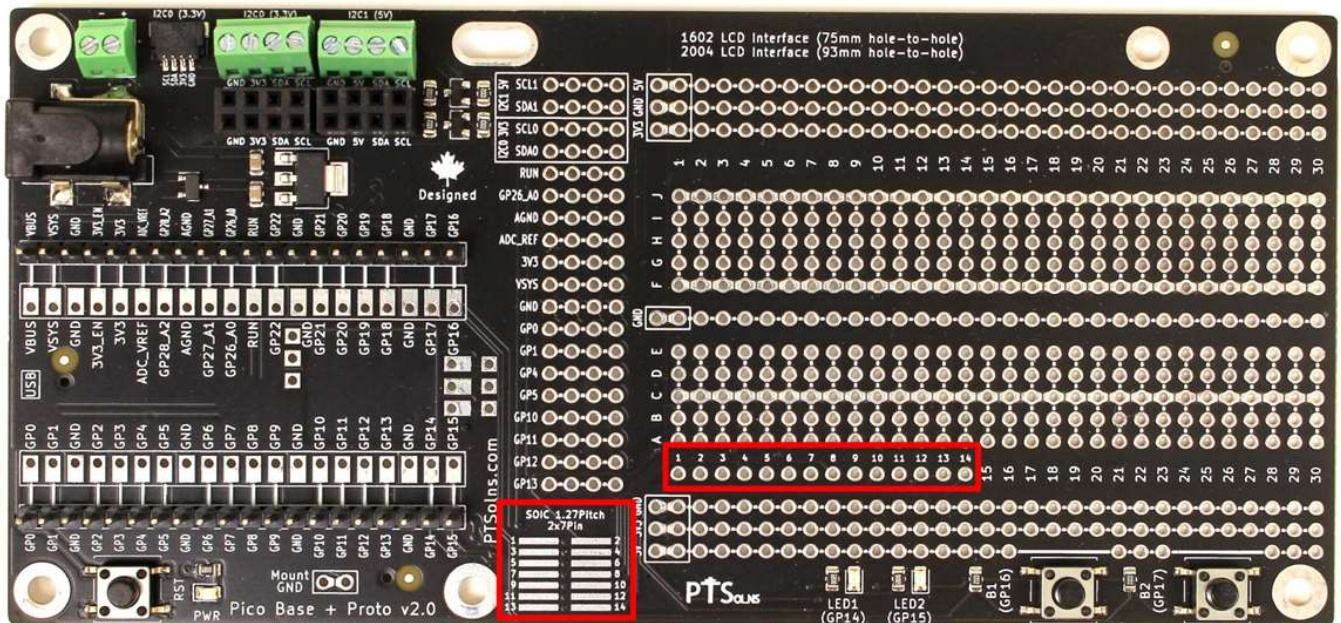 - +
I2C0 (3.3V)
I2C0 (3.3V)
I2C1 (5V)
SCL
SDA
3V3
GND
GND 3V3 SDA SCL
GND 5V SDA SCL
GND 3V3 SDA SCL
GND 5V SDA SCL
Designed
1602 LCD Interface (75mm hole-to-hole)
2004 LCD Interface (93mm hole-to-hole)
I2C1 5V
SCL1
SDA1
I2C0 3V3
SCL0
SDA0
RUN
GP26_A0
AGND
ADC_REF
3V3
VSYS
GND
GP0
GP1
GP4
GP5
GP10
GP11
GP12
GP13
5V
GND
3V3
1 2 3 4 5 6 7 8 9 10 11 12 13 14 15 16 17 18 19 20 21 22 23 24 25 26 27 28 29 30
J
I
H
G
F
GND
E
D
C
B
A
1 2 3 4 5 6 7 8 9 10 11 12 13 14
15 16 17 18 19 20 21 22 23 24 25 26 27 28 29 30
GND
3V3
5V
VBUS VSYS GND 3V3_EN 3V3 ADC_VREF GP28_A2 AGND GP27_A1 GP26_A0 RUN GP22 GND GP21 GP20 GP19 GP18 GND GP17 GP16
VBUS VSYS GND 3V3_EN 3V3 ADC_VREF GP28_A2 AGND GP27_A1 GP26_A0 RUN GP22 GND GP21 GP20 GP19 GP18 GND GP17 GP16
USB
GP0 GP1 GND GP2 GP3 GP4 GP5 GND GP6 GP7 GP8 GP9 GND GP10 GP11 GP12 GP13 GND GP14 GP15
GP0 GP1 GND GP2 GP3 GP4 GP5 GND GP6 GP7 GP8 GP9 GND GP10 GP11 GP12 GP13 GND GP14 GP15
PTSolns.com
SOIC 1.27Pitch
2x7Pin
1 2
3 4
5 6
7 8
9 10
11 12
13 14
RST
PWR
Mount
GND
Pico Base + Proto v2.0
PTSOLNS
LED1
(GP14)
LED2
(GP15)
B1
(GP16)
B2
(GP17)